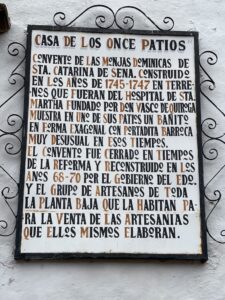 CASA DE LOS ONCE PATIOS
CONVENTO DE LAS MONJAS DOMINICAS DE
STA. CATARINA DE SENA, CONSTRUIDO
EN LOS AÑOS DE 1745-1747 EN TERRE-
NOS QUE FUERAN DEL HOSPITAL DE STA.
MARTHA FUNDADO POR DON VASCO DE QUIROGA
MUESTRA EN UNO DE SUS PATIOS UN BAÑITO
EN FORMA EXAGONAL CON PORTADITA BARROCA
MUY DESUSUAL EN ESOS TIEMPOS.
EL CONVENTO FUE CERRADO EN TIEMPOS
DE LA REFORMA Y RECONSTRUIDO EN LOS
AÑOS 68-70 POR EL GOBIERNO DEL EDO.
Y EL GRUPO DE ARTESANOS DE TODA
LA PLANTA BAJA QUE LA HABITAN PA-
RA LA VENTA DE LAS ARTESANIAS
QUE ELLOS MISMOS ELABORAN.